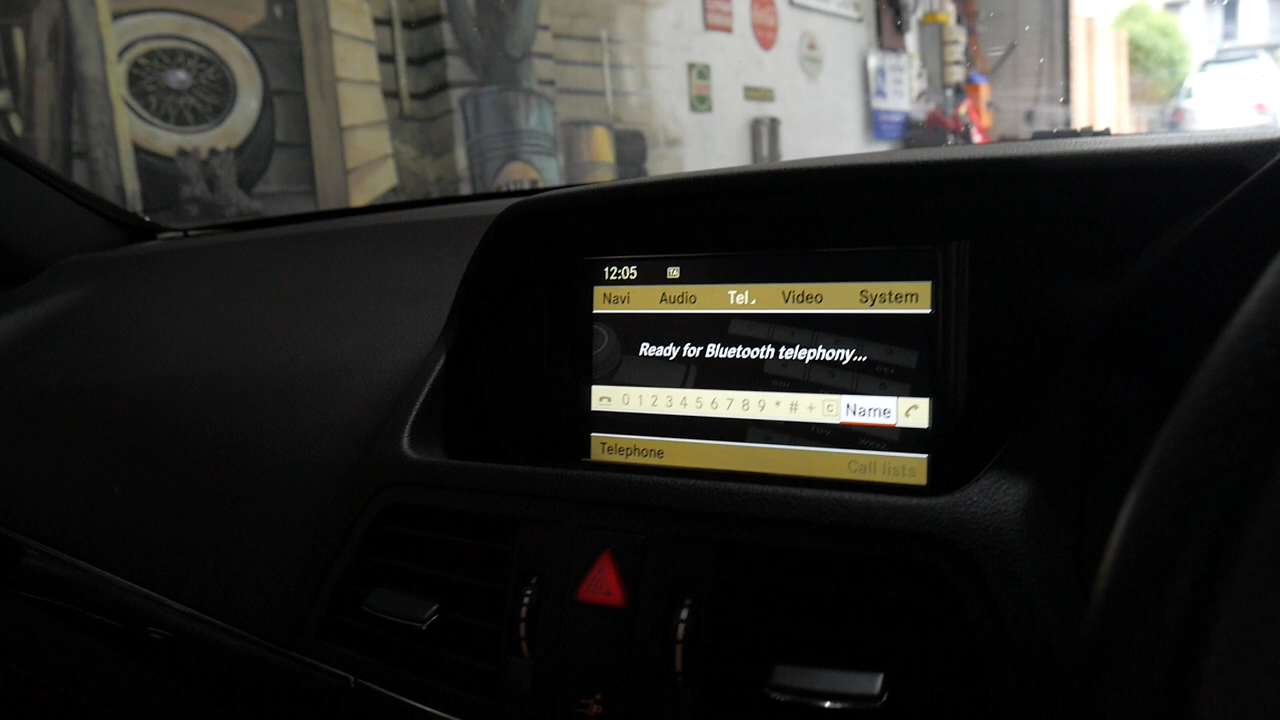 12:05 TA
Navi Audio Tel Video System
Ready for Bluetooth telephony...
0 1 2 3 4 5 6 7 8 9 * # + C Name
Telephone
Call lists